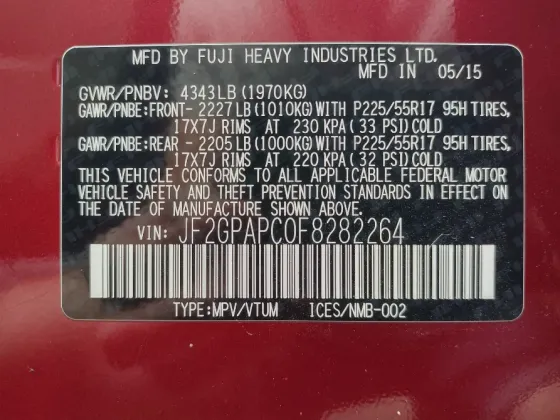 MFD BY FUJI HEAVY INDUSTRIES LTD.
MFD IN 05/15
GVWR/PNBV: 4343LB (1970KG)
GAWR/PNBE:FRONT- 2227LB (1010KG) WITH P225/55R17 95H TIRES,
17X7J RIMS AT 230 KPA (33 PSI) COLD
GAWR/PNBE:REAR - 2205LB (1000KG) WITH P225/55R17 95H TIRES,
17X7J RIMS AT 220 KPA (32 PSI) COLD
THIS VEHICLE CONFORMS TO ALL APPLICABLE FEDERAL MOTOR
VEHICLE SAFETY AND THEFT PREVENTION STANDARDS IN EFFECT
ON THE DATE OF MANUFACTURE SHOWN ABOVE.
VIN: JF2GPAPC0F8282264
TYPE:MPV/VTUM ICES/NMB-002